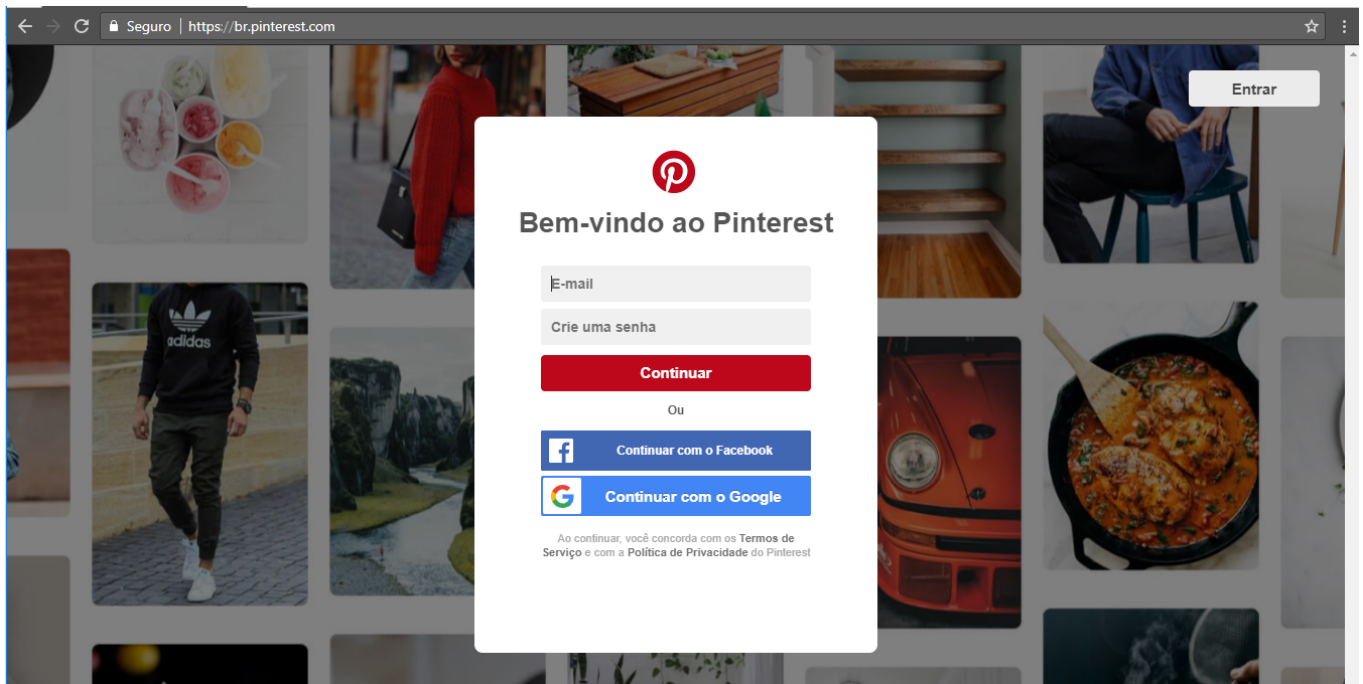 Seguro | https://br.pinterest.com
Entrar
Bem-vindo ao Pinterest
E-mail
Crie uma senha
Continuar
Ou
Continuar com o Facebook
Continuar com o Google
Ao continuar, você concorda com os Termos de
Serviço e com a Política de Privacidade do Pinterest
adidas